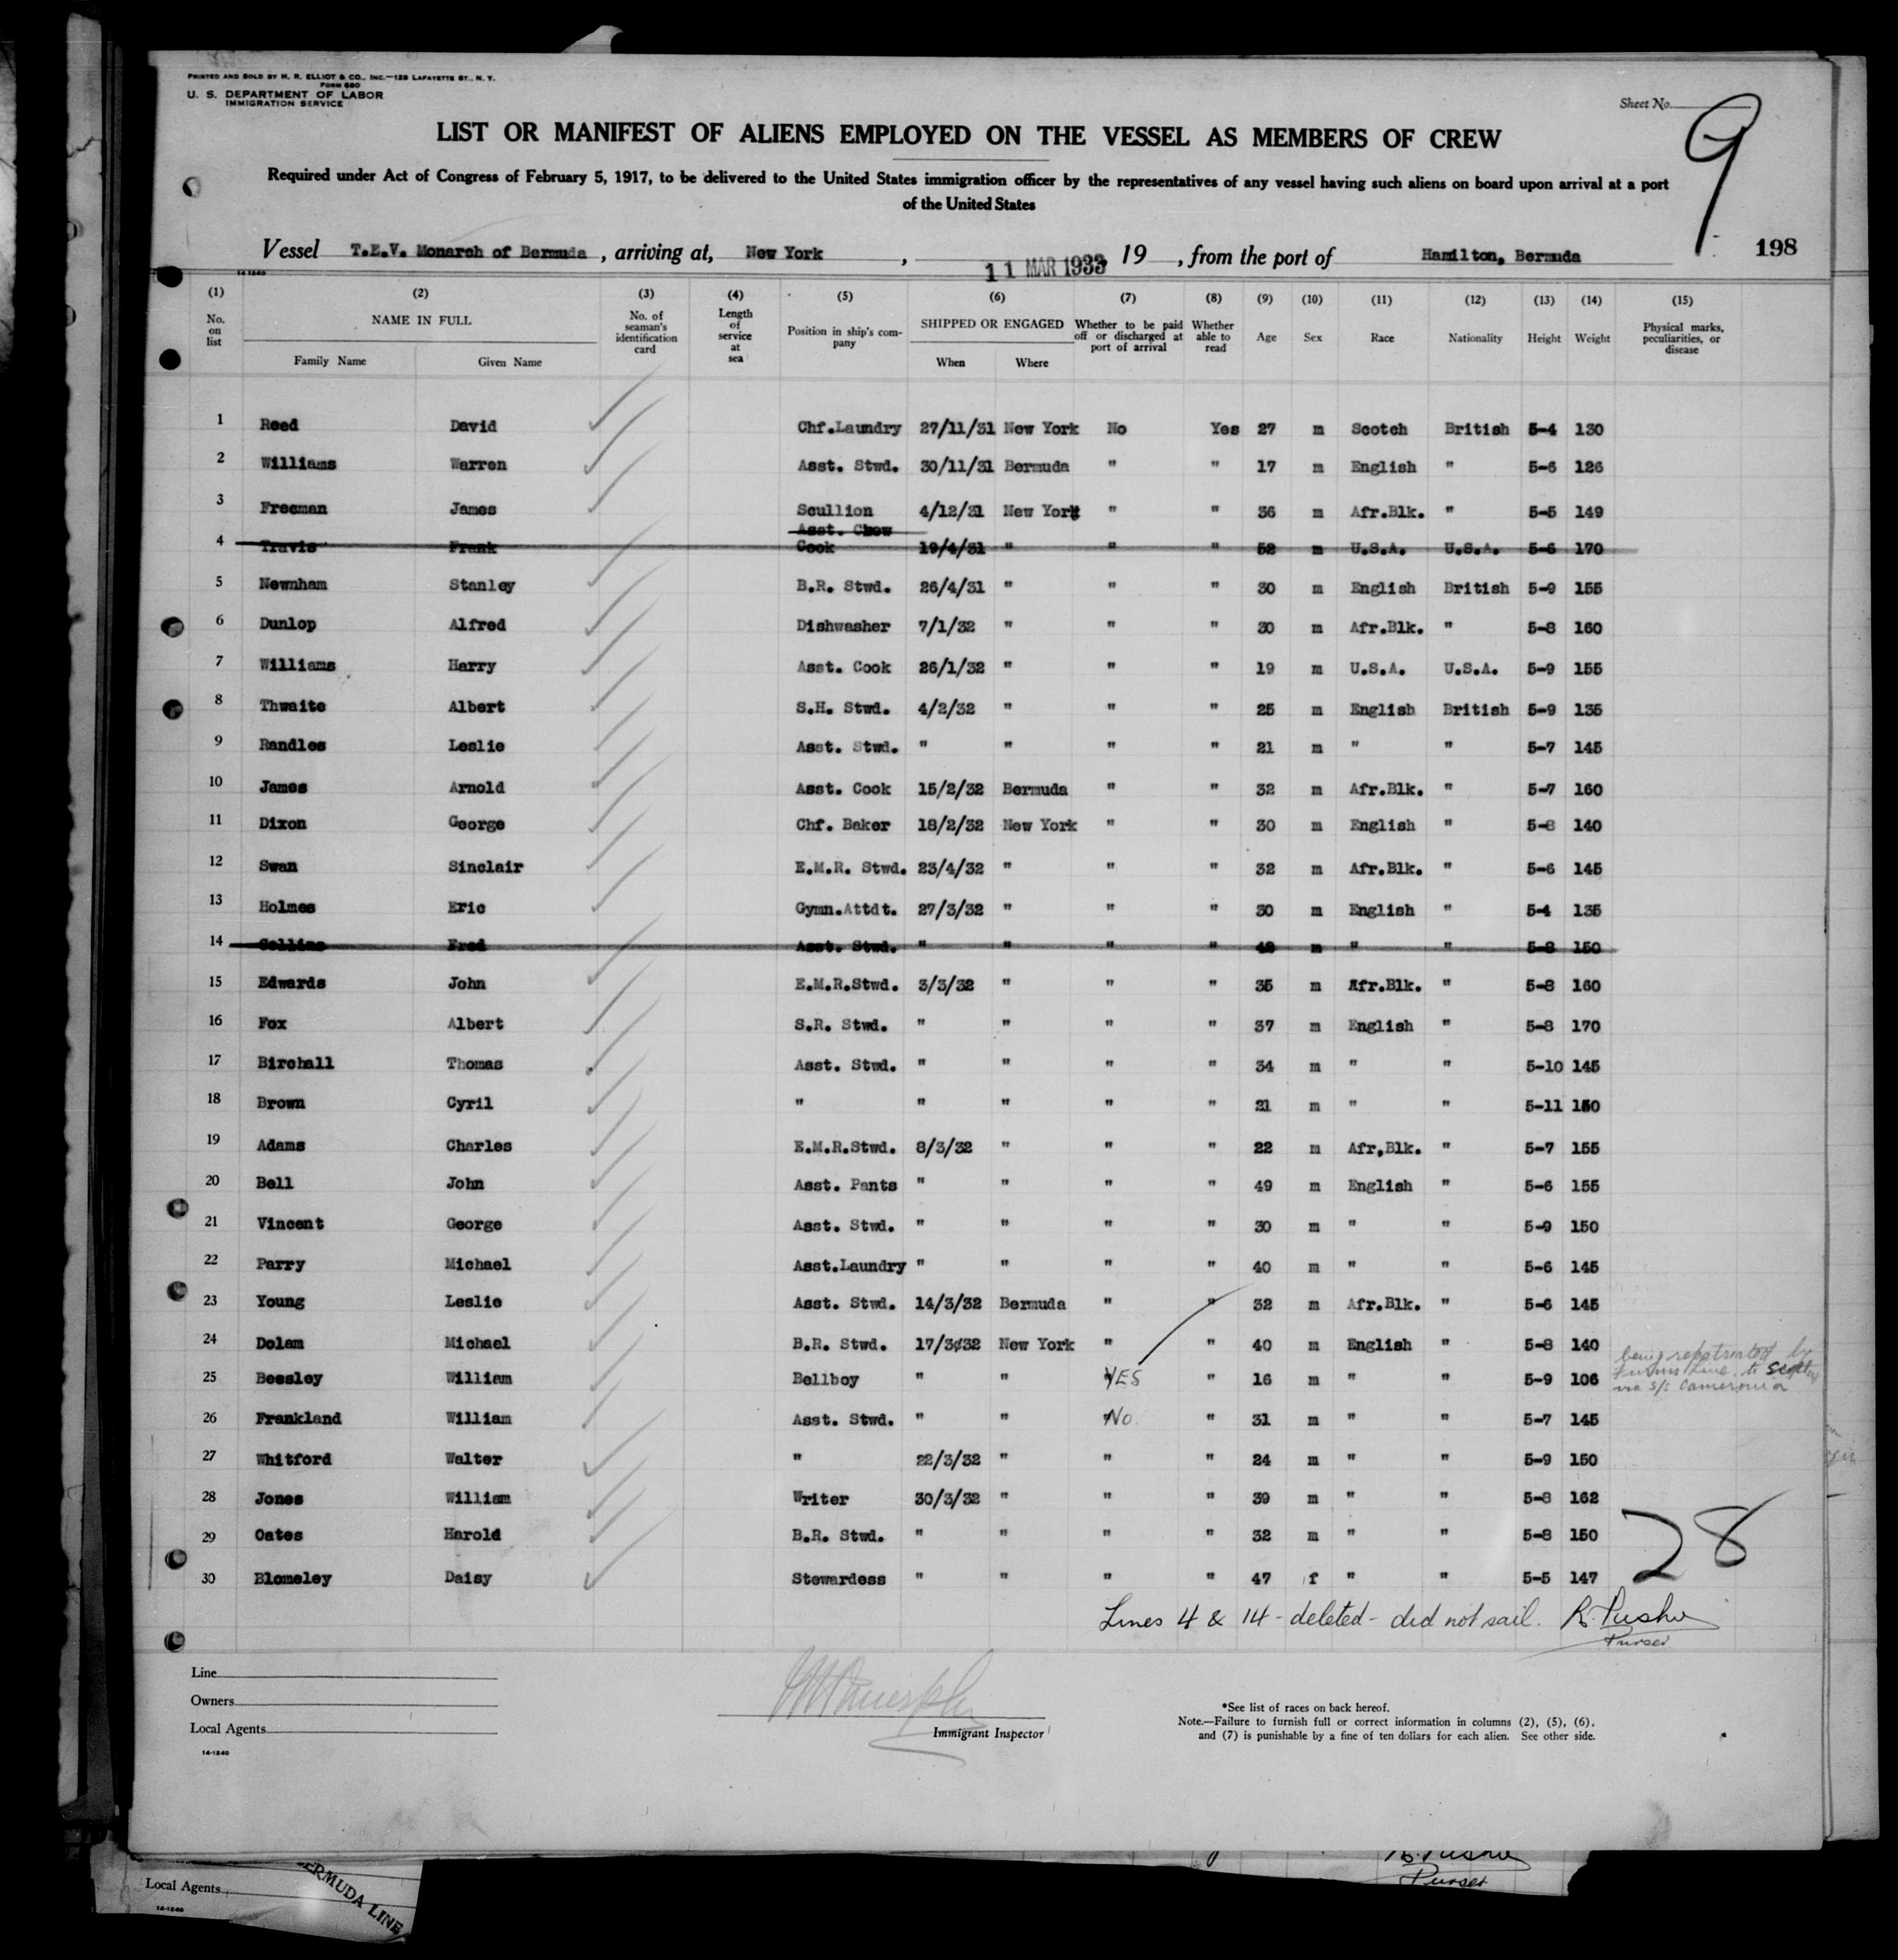 PRINTED AND SOLD BY H. R. ELLIOT & CO., INC.—129 LAFAYETTE ST., N. Y.
FORM 680
U. S. DEPARTMENT OF LABOR
IMMIGRATION SERVICE
Sheet No.
9
LIST OR MANIFEST OF ALIENS EMPLOYED ON THE VESSEL AS MEMBERS OF CREW
Required under Act of Congress of February 5, 1917, to be delivered to the United States immigration officer by the representatives of any vessel having such aliens on board upon arrival at a port
of the United States
Vessel T.E.V. Monarch of Bermuda , arriving at, New York , 11 MAR 1933 19 , from the port of Hamilton, Bermuda 198
14-1240
(1) (2) (3) (4) (5) (6) (7) (8) (9) (10) (11) (12) (13) (14) (15)
No. on list NAME IN FULL Family Name Given Name No. of seaman's identification card Length of service at sea Position in ship's company SHIPPED OR ENGAGED When Where Whether to be paid off or discharged at port of arrival Whether able to read Age Sex Race Nationality Height Weight Physical marks, peculiarities, or disease
1 Reed David Chf.Laundry 27/11/31 New York No Yes 27 m Scotch British 5-4 130
2 Williams Warren Asst. Stwd. 30/11/31 Bermuda " " 17 m English " 5-6 126
3 Freeman James Scullion 4/12/31 New York " " 36 m Afr.Blk. " 5-5 149
4 Travis Frank Asst. Crew Cook 19/4/31 " " " 52 m U.S.A. U.S.A. 5-6 170
5 Newnham Stanley B.R. Stwd. 26/4/31 " " " 30 m English British 5-9 155
6 Dunlop Alfred Dishwasher 7/1/32 " " " 30 m Afr.Blk. " 5-8 160
7 Williams Harry Asst. Cook 26/1/32 " " " 19 m U.S.A. U.S.A. 5-9 155
8 Thwaite Albert S.H. Stwd. 4/2/32 " " " 25 m English British 5-9 135
9 Randles Leslie Asst. Stwd. " " " " 21 m " " 5-7 145
10 James Arnold Asst. Cook 15/2/32 Bermuda " " 32 m Afr.Blk. " 5-7 160
11 Dixon George Chf. Baker 18/2/32 New York " " 30 m English " 5-8 140
12 Swan Sinclair E.M.R. Stwd. 23/4/32 " " " 32 m Afr.Blk. " 5-6 145
13 Holmes Eric Gymn.Attdt. 27/3/32 " " " 30 m English " 5-4 135
14 Collins Fred Asst. Stwd. " " " " m " " 5-8 150
15 Edwards John E.M.R.Stwd. 3/3/32 " " " 35 m Afr.Blk. " 5-8 160
16 Fox Albert S.R. Stwd. " " " " 37 m English " 5-8 170
17 Birchall Thomas Asst. Stwd. " " " " 34 m " " 5-10 145
18 Brown Cyril " " " " " 21 m " " 5-11 150
19 Adams Charles E.M.R.Stwd. 8/3/32 " " " 22 m Afr.Blk. " 5-7 155
20 Bell John Asst. Pants " " " " 49 m English " 5-6 155
21 Vincent George Asst. Stwd. " " " " 30 m " " 5-9 150
22 Parry Michael Asst.Laundry " " " " 40 m " " 5-6 145
23 Young Leslie Asst. Stwd. 14/3/32 Bermuda " " 32 m Afr.Blk. " 5-6 145
24 Dolam Michael B.R. Stwd. 17/3/32 New York " " 40 m English " 5-8 140
25 Beesley William Bellboy " " YES " 16 m " " 5-9 106 being repatriated by Furness Line to via S/S Cameronia
26 Frankland William Asst. Stwd. " " No. " 31 m " " 5-7 145
27 Whitford Walter " 22/3/32 " " " 24 m " " 5-9 150
28 Jones William Writer 30/3/32 " " " 39 m " " 5-8 162
29 Oates Harold B.R. Stwd. " " " " 32 m " " 5-8 150
28
30 Blomeley Daisy Stewardess " " " " 47 f " " 5-5 147
Lines 4 & 14 - deleted - did not sail. R. Pusher
Purser
Line
Owners
Local Agents
14-1240
Immigrant Inspector
*See list of races on back hereof.
Note.—Failure to furnish full or correct information in columns (2), (5), (6),
and (7) is punishable by a fine of ten dollars for each alien. See other side.
Local Agents
14-1240
BERMUDA LINE
Purser